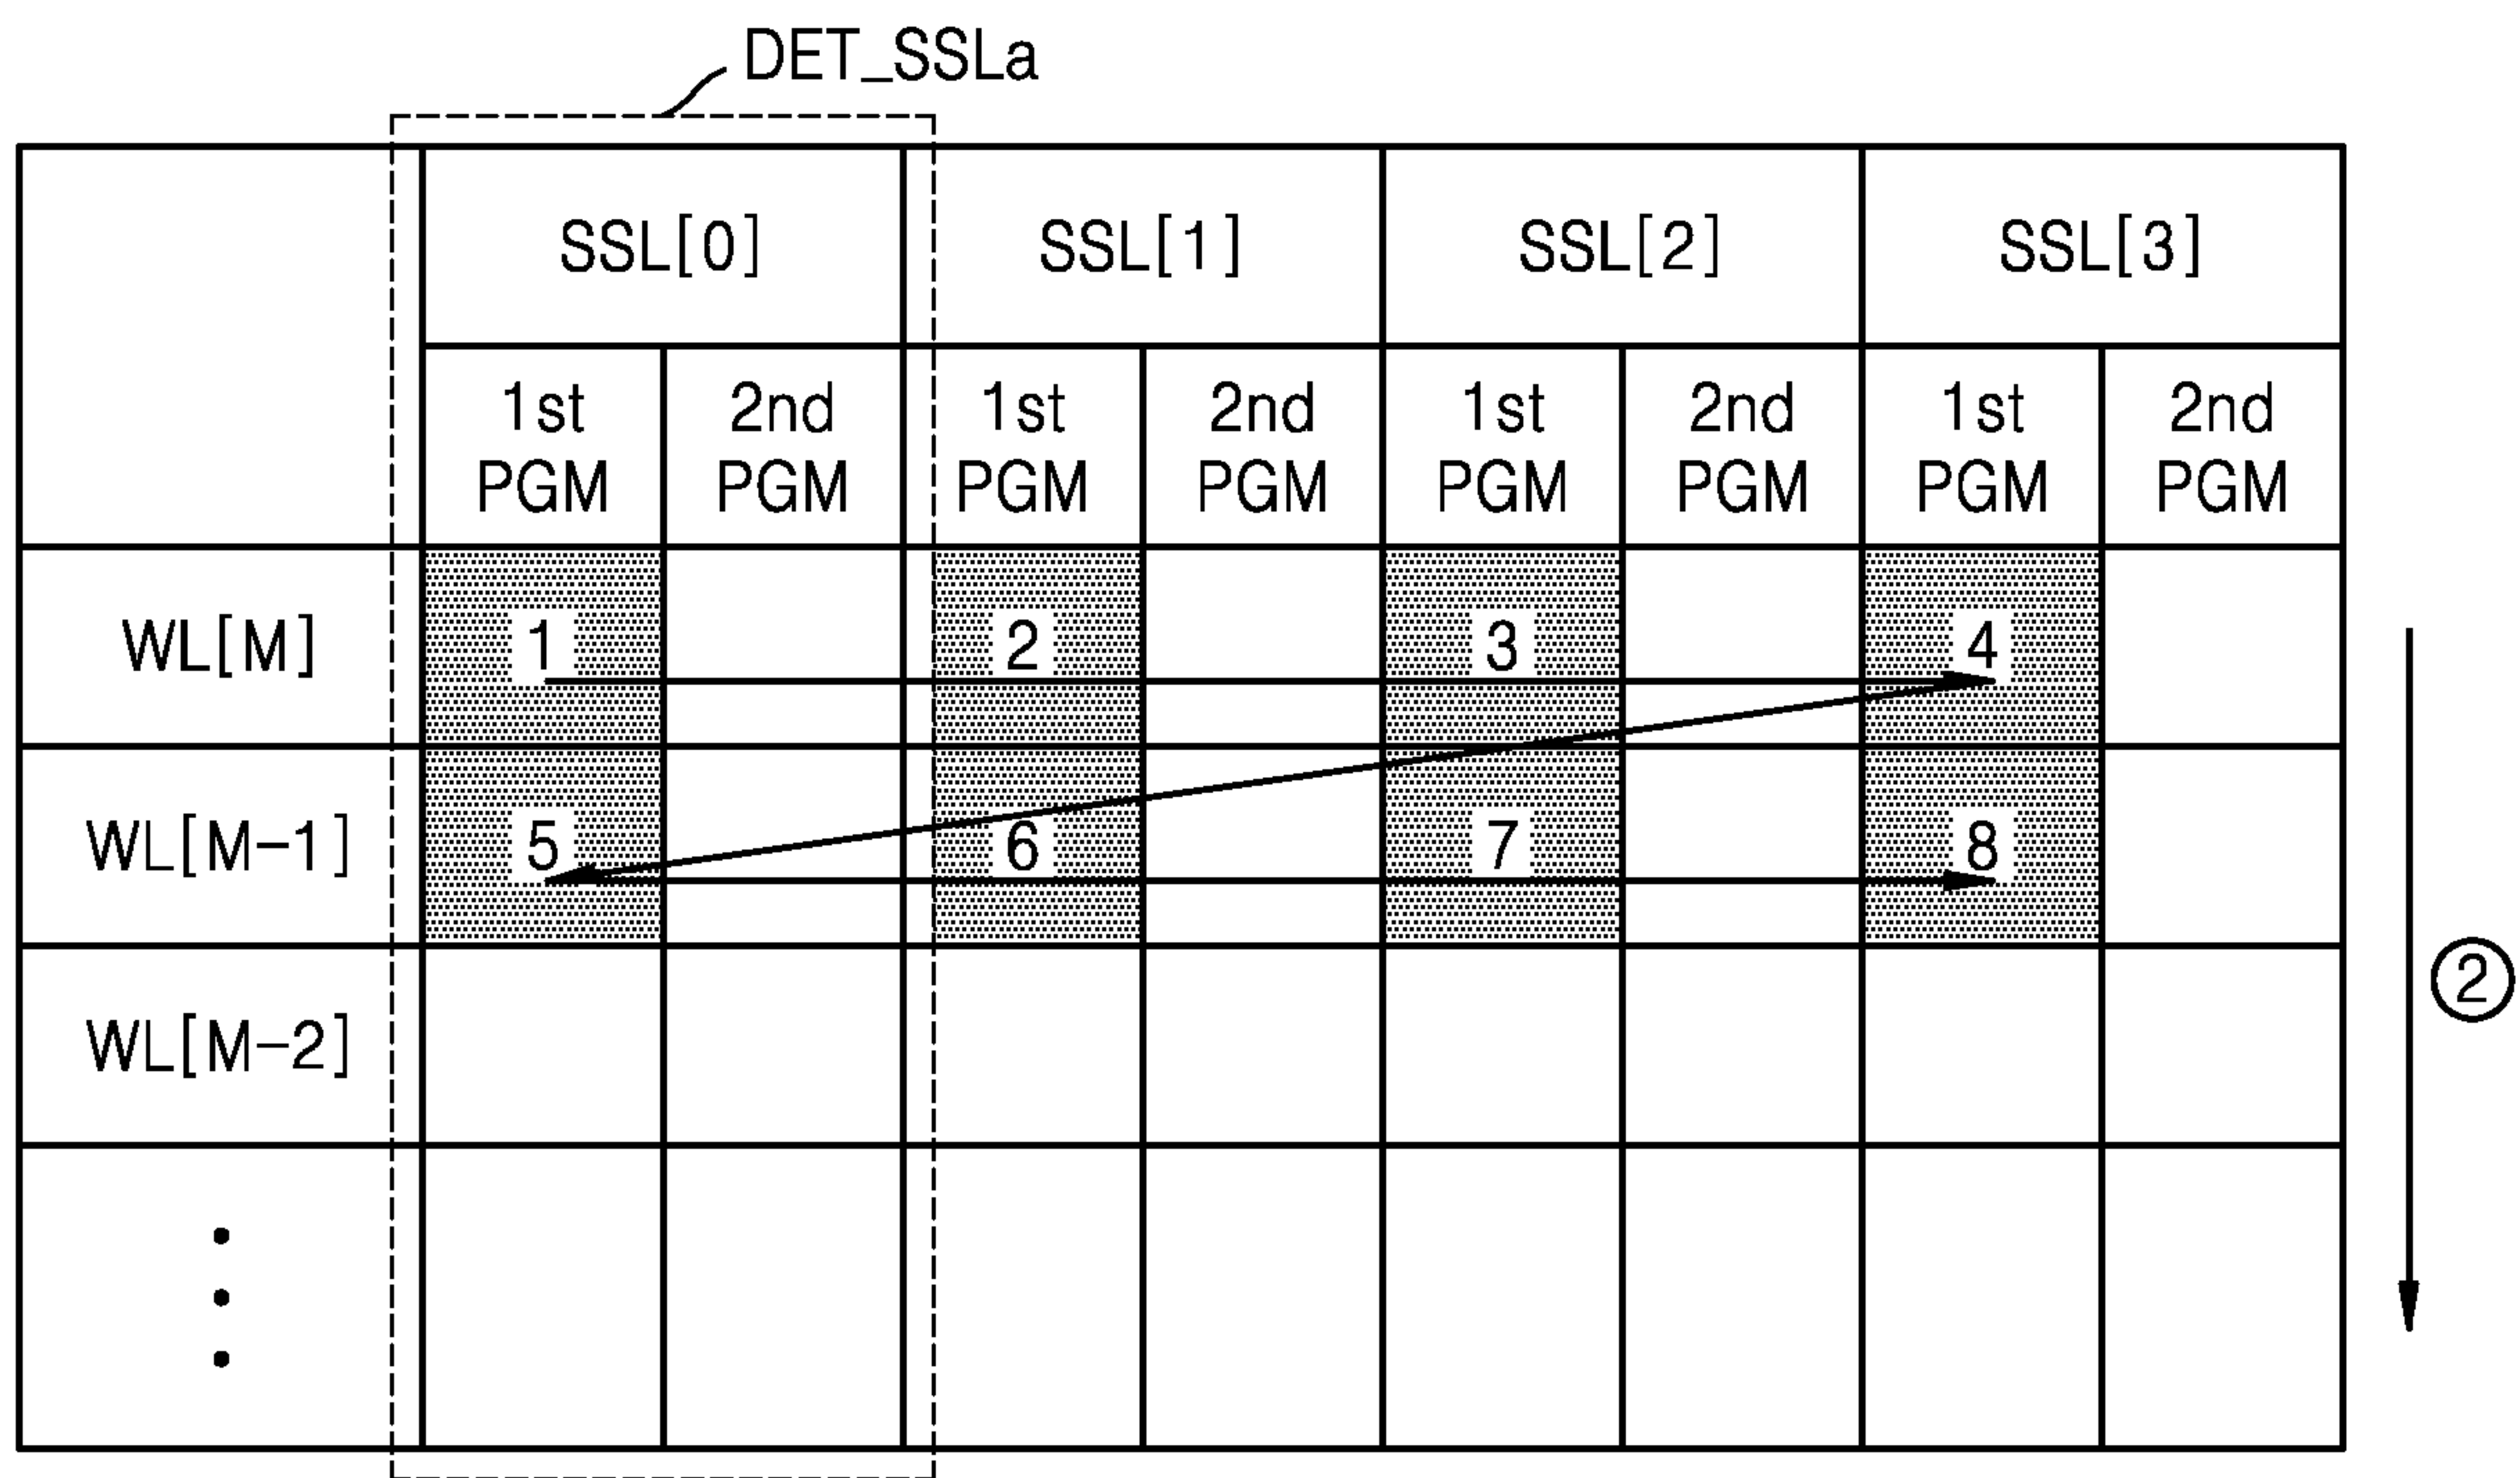 DET_SSLa
SSL[0] SSL[1] SSL[2] SSL[3]
1st PGM 2nd PGM 1st PGM 2nd PGM 1st PGM 2nd PGM 1st PGM 2nd PGM
WL[M] 1 2 3 4
WL[M-1] 5 6 7 8
②
WL[M-2]